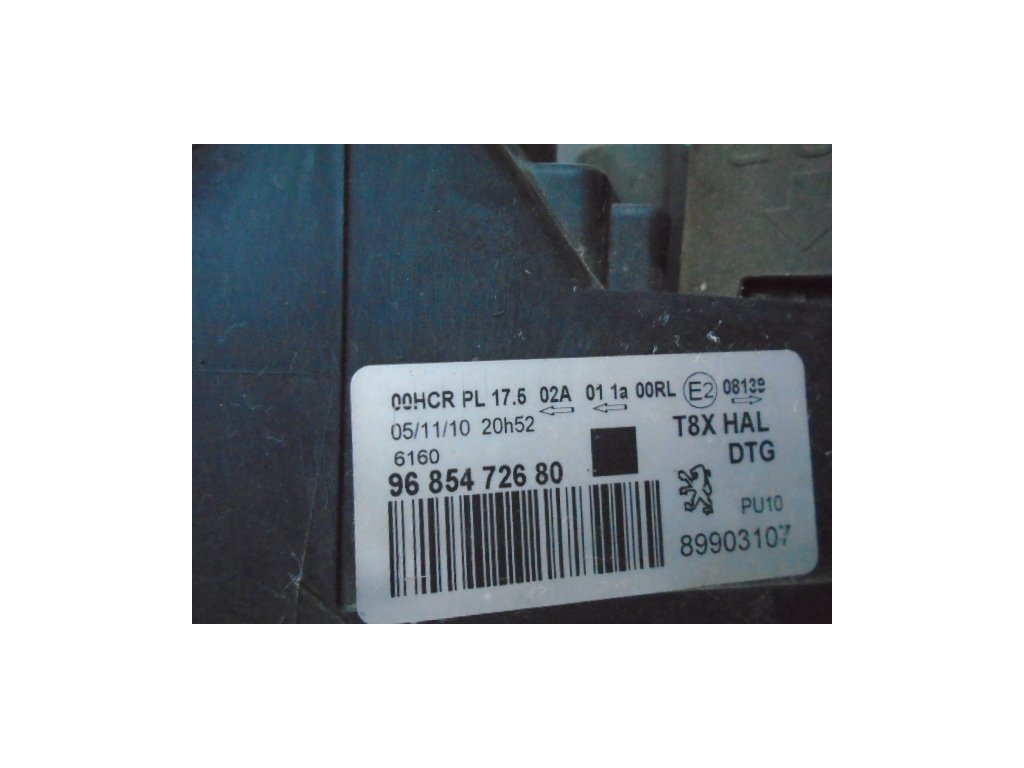 00HCR PL 17.5 02A 01 1a 00RL E2 08139
05/11/10 20h52
T8X HAL
6160
DTG
96 854 726 80
PU10
89903107